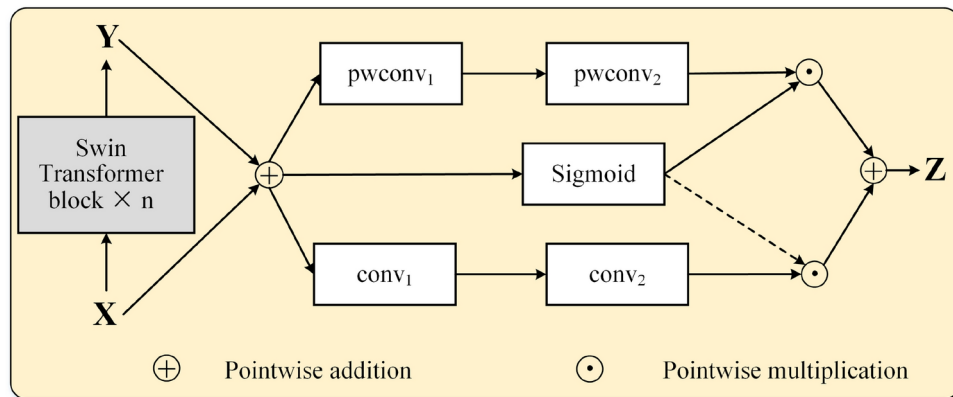 Y
pwconv₁
pwconv₂
Swin
Transformer
block × n
Sigmoid
Z
conv₁
conv₂
X
Pointwise addition
Pointwise multiplication